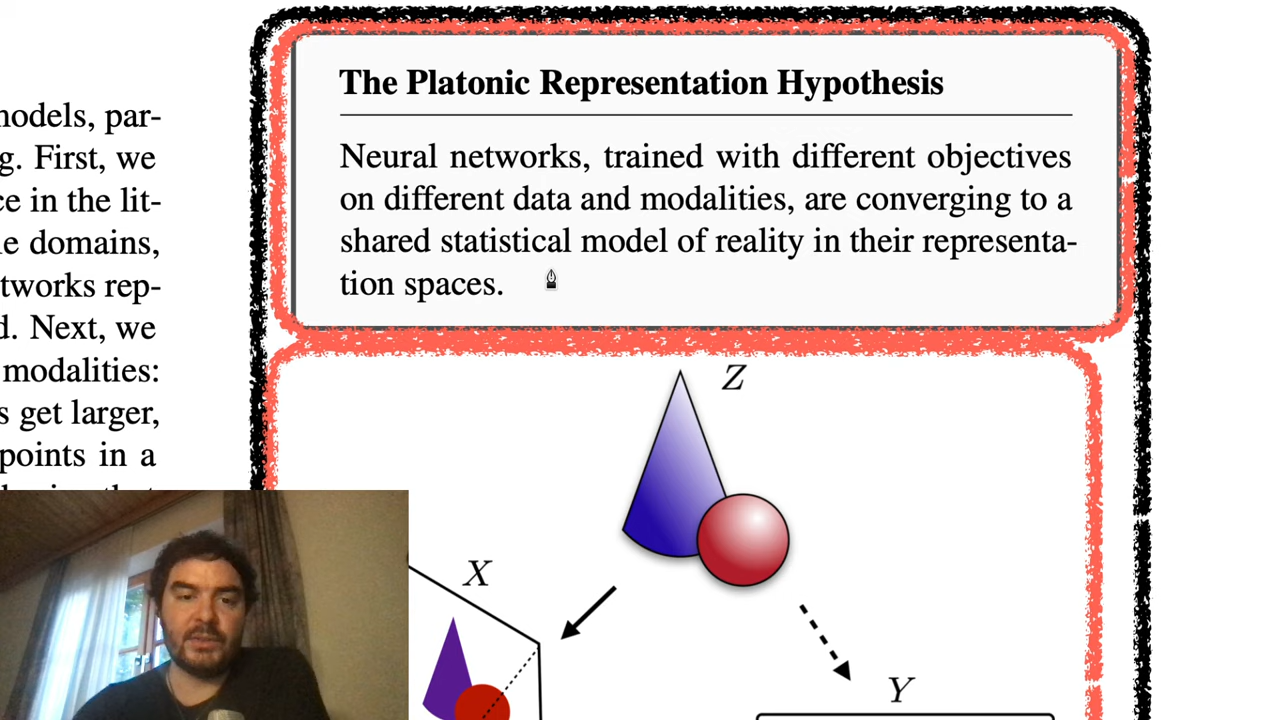 nodels, par-
g. First, we
ce in the lit-
le domains,
tworks rep-
d. Next, we
modalities:
s get larger,
points in a
The Platonic Representation Hypothesis
Neural networks, trained with different objectives
on different data and modalities, are converging to a
shared statistical model of reality in their representa-
tion spaces.
Z
X
Y